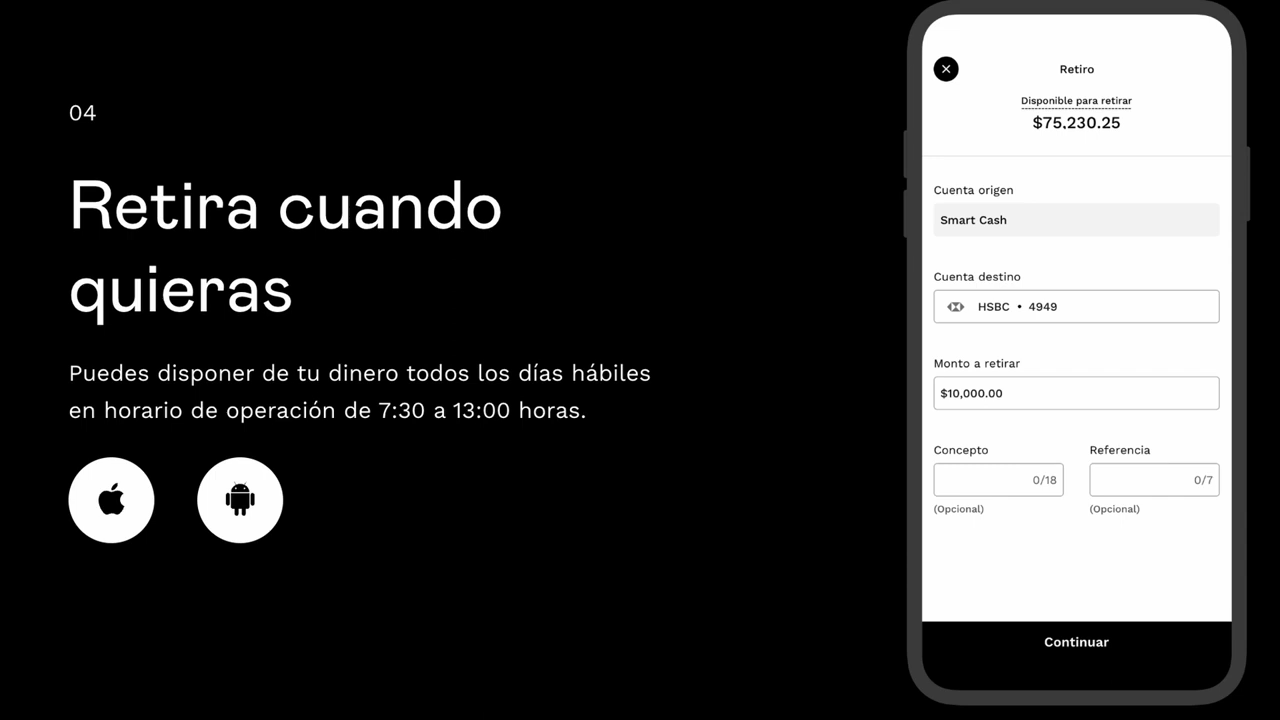 04
Retira cuando
quieras
Puedes disponer de tu dinero todos los días hábiles
en horario de operación de 7:30 a 13:00 horas.
Retiro
Disponible para retirar
$75,230.25
Cuenta origen
Smart Cash
Cuenta destino
HSBC • 4949
Monto a retirar
$10,000.00
Concepto Referencia
0/18 0/7
(Opcional) (Opcional)
Continuar